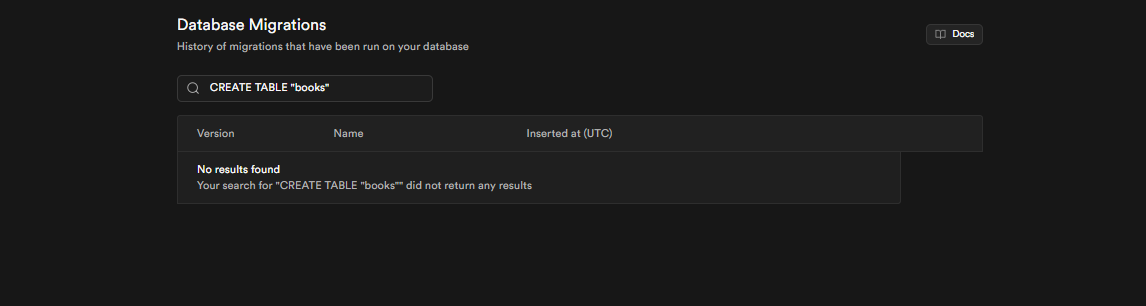 Database Migrations
History of migrations that have been run on your database
Docs
CREATE TABLE "books"
Version Name Inserted at (UTC)
No results found
Your search for "CREATE TABLE "books"" did not return any results